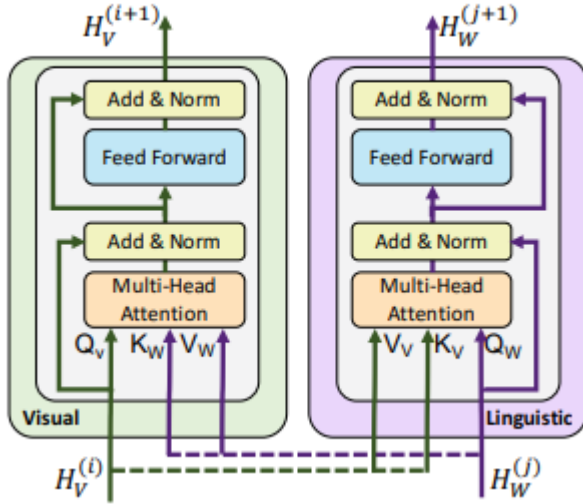 H_V^(i+1)
H_W^(j+1)
Add & Norm
Add & Norm
Feed Forward
Feed Forward
Add & Norm
Add & Norm
Multi-Head
Attention
Multi-Head
Attention
Q_v K_W V_W
V_V K_V Q_W
Visual
Linguistic
H_V^(i)
H_W^(j)